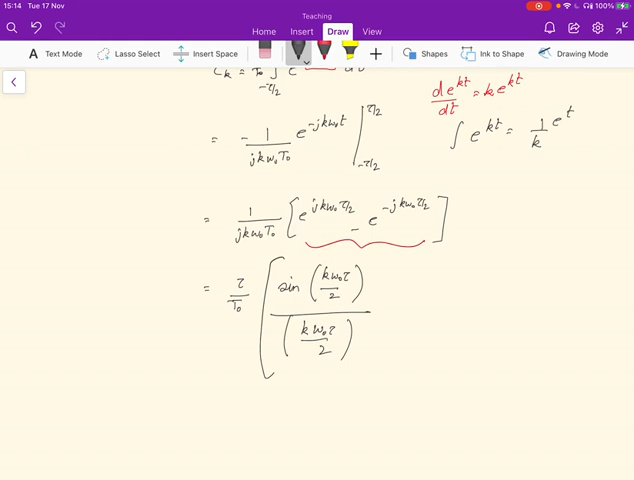 15:14 Tue 17 Nov
Teaching
100%
Home Insert Draw View
A Text Mode Lasso Select Insert Space Shapes Ink to Shape Drawing Mode
-τ/2
de^{kt}/dt = ke^{kt}
= - 1/(jkω₀T₀) e^{-jkω₀t} |_{-τ/2}^{τ/2}
∫ e^{kt} = 1/k e^{t}
= 1/(jkω₀T₀) [ e^{jkω₀τ/2} - e^{-jkω₀τ/2} ]
= τ/T₀ [ sin (kω₀τ/2) / (kω₀τ/2)